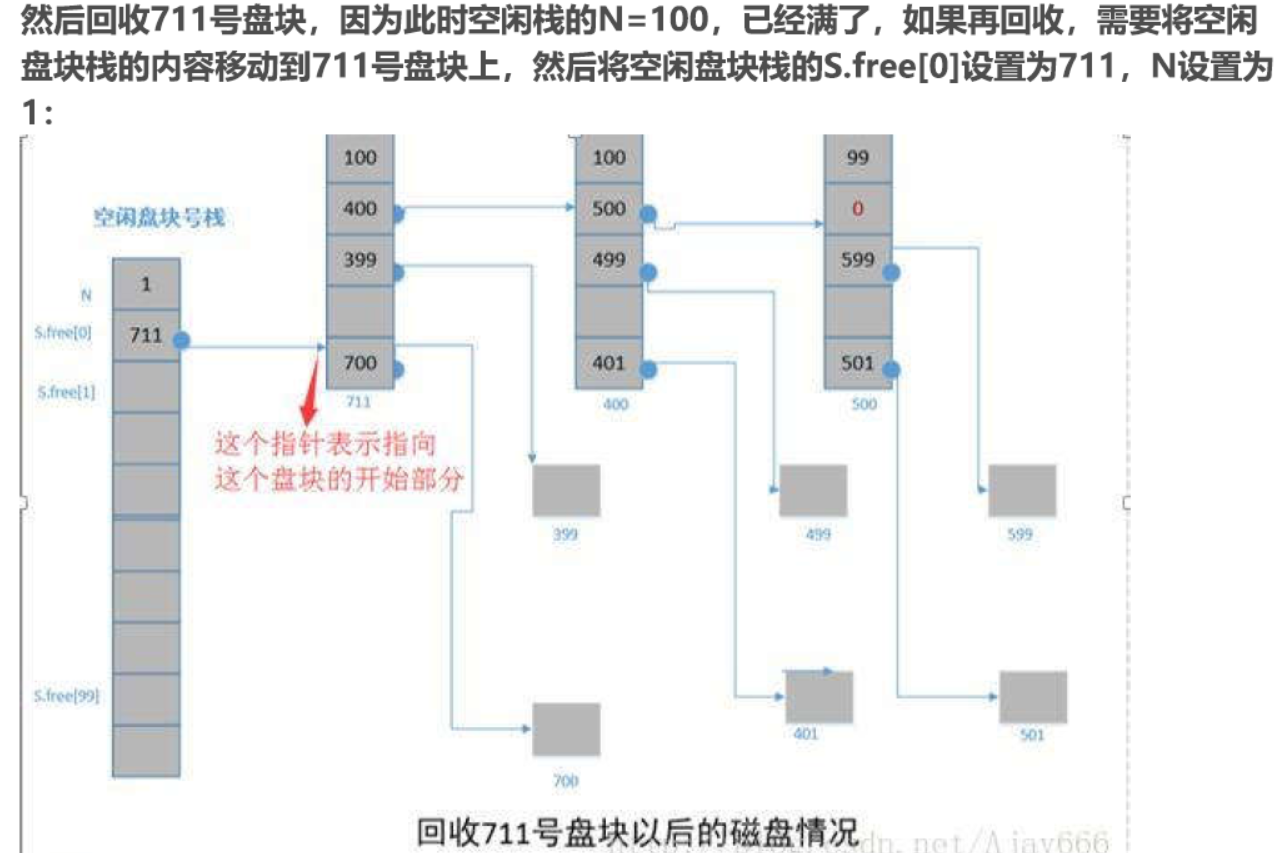 然后回收711号盘块，因为此时空闲栈的N=100，已经满了，如果再回收，需要将空闲
盘块栈的内容移动到711号盘块上，然后将空闲盘块栈的S.free[0]设置为711，N设置为
1：
100 100 99
400 500 0
空闲盘块号栈
399 499 599
N 1
S.free[0] 711
700 401 501
S.free[1]
711 400 500
这个指针表示指向
这个盘块的开始部分
399 499 599
S.free[99]
401 501
700
回收711号盘块以后的磁盘情况
dn.net/Ajay666